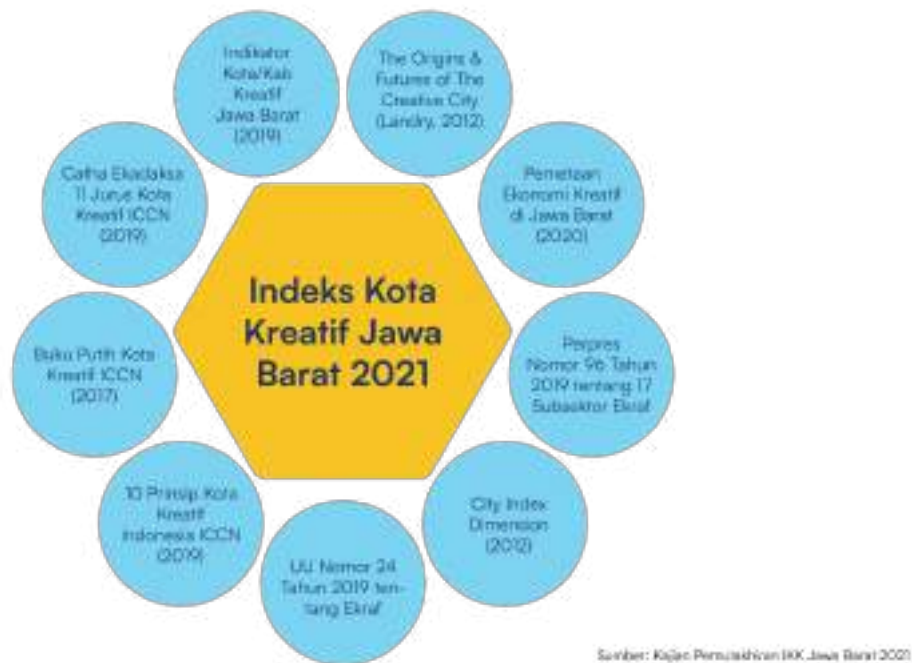 Indikator
Kota/Kab
Kreatif
Jawa Barat
(2019)
The Origins &
Futures of The
Creative City
(Landry, 2012)
Catha Ekadaksa
11 Jurus Kota
Kreatif ICCN
(2019)
Pemetaan
Ekonomi Kreatif
di Jawa Barat
(2020)
Indeks Kota
Kreatif Jawa
Barat 2021
Buku Putih Kota
Kreatif ICCN
(2017)
Perpres
Nomor 96 Tahun
2019 tentang 17
Subsektor Ekraf
10 Prinsip Kota
Kreatif
Indonesia ICCN
(2019)
City Index
Dimension
(2012)
UU Nomor 24
Tahun 2019 ten-
tang Ekraf
Sumber: Kajian Pemutakhiran IKK Jawa Barat 2021